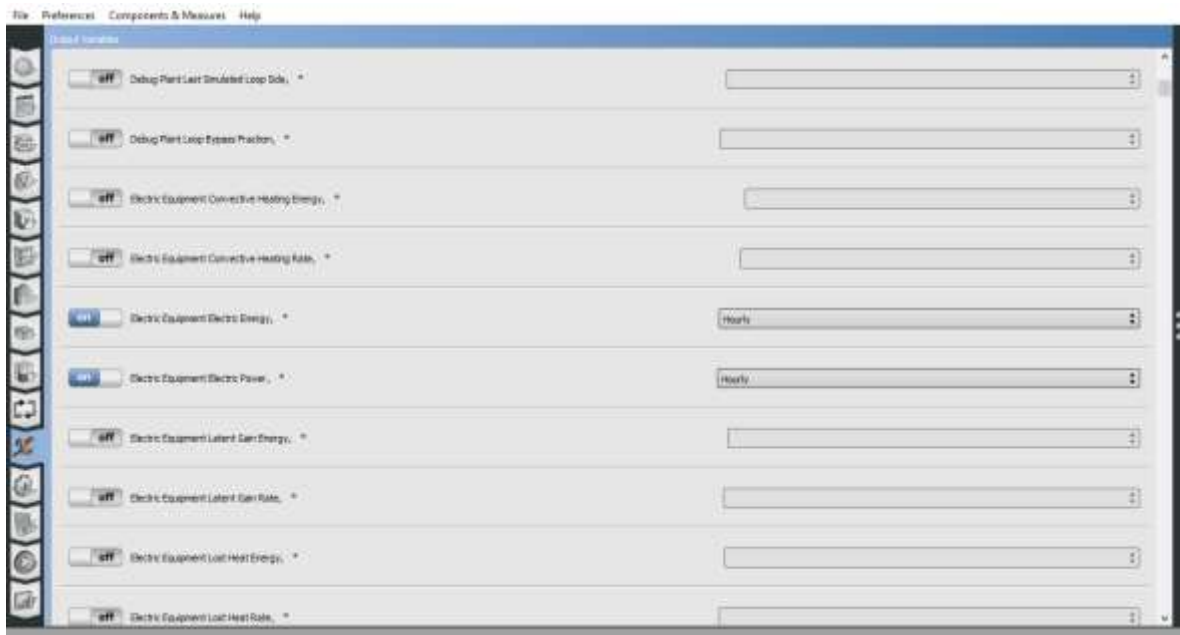 File Preferences Components & Measures Help
Output Variables
off Debug Plant Last Simulated Loop Side, *
off Debug Plant Loop Bypass Fraction, *
off Electric Equipment Convective Heating Energy, *
off Electric Equipment Convective Heating Rate, *
on Electric Equipment Electric Energy, * Hourly
on Electric Equipment Electric Power, * Hourly
off Electric Equipment Latent Gain Energy, *
off Electric Equipment Latent Gain Rate, *
off Electric Equipment Lost Heat Energy, *
off Electric Equipment Lost Heat Rate, *